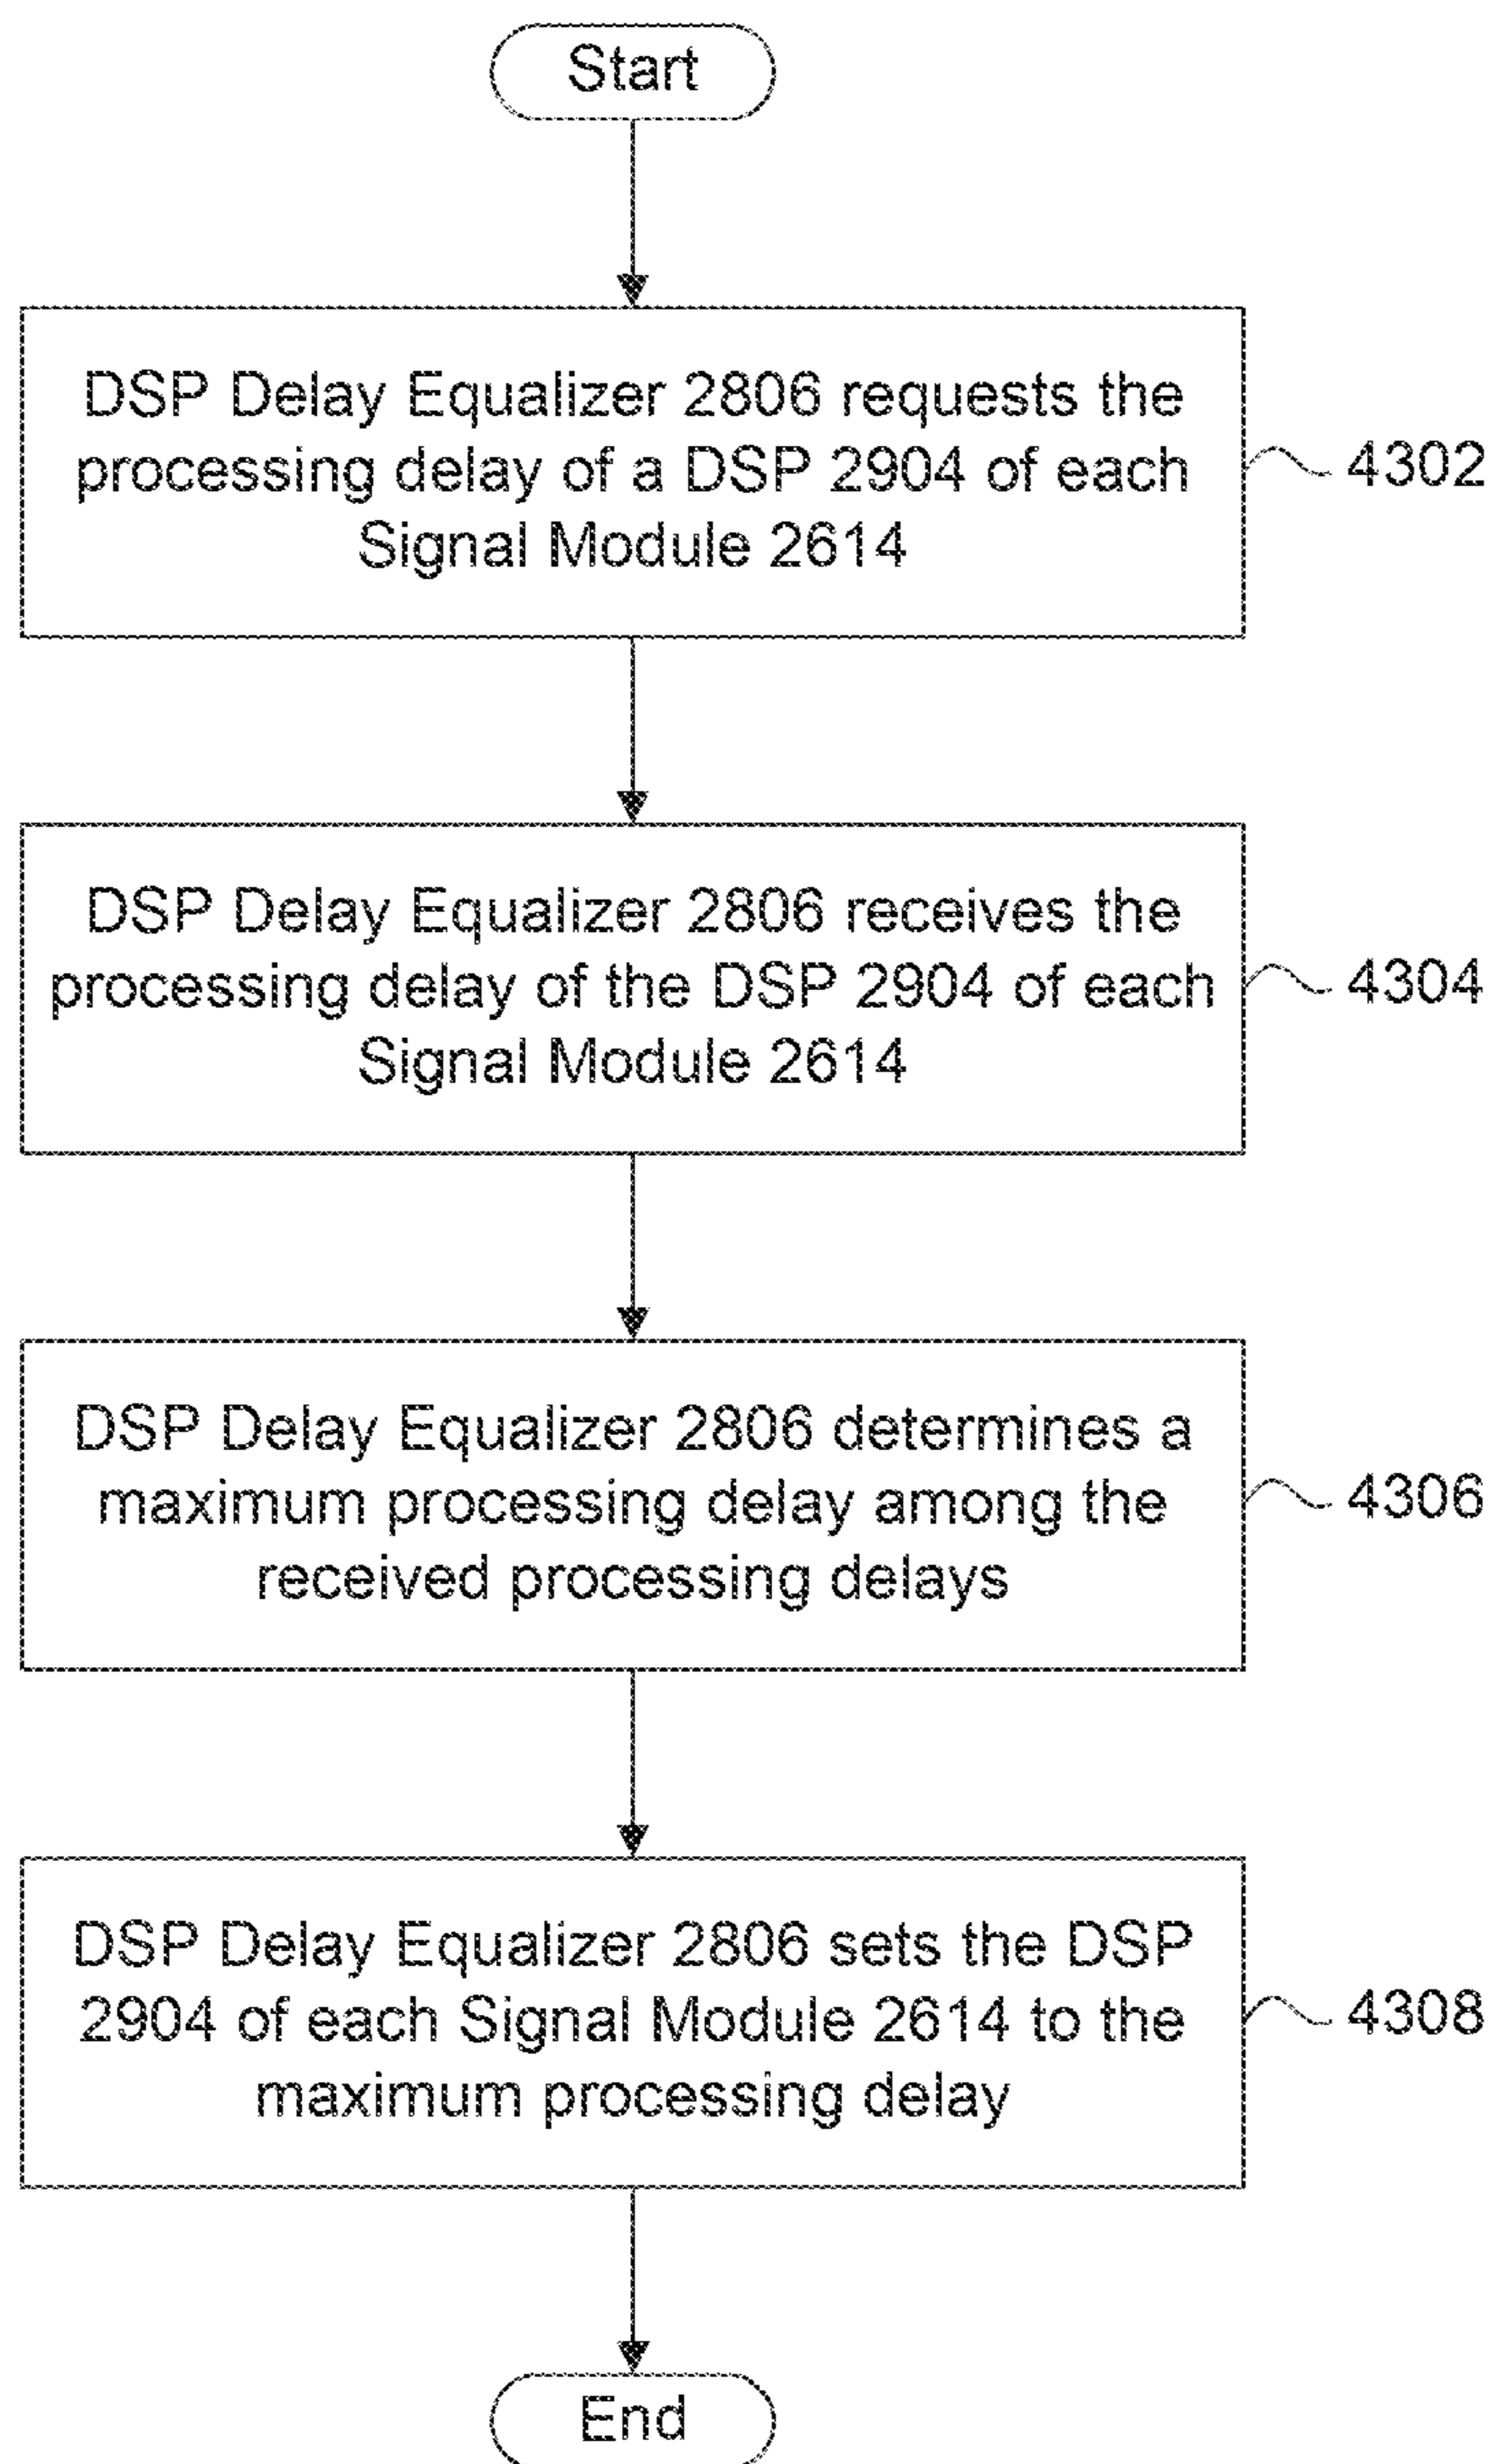 Start
DSP Delay Equalizer 2806 requests the
processing delay of a DSP 2904 of each
Signal Module 2614
4302
DSP Delay Equalizer 2806 receives the
processing delay of the DSP 2904 of each
Signal Module 2614
4304
DSP Delay Equalizer 2806 determines a
maximum processing delay among the
received processing delays
4306
DSP Delay Equalizer 2806 sets the DSP
2904 of each Signal Module 2614 to the
maximum processing delay
4308
End